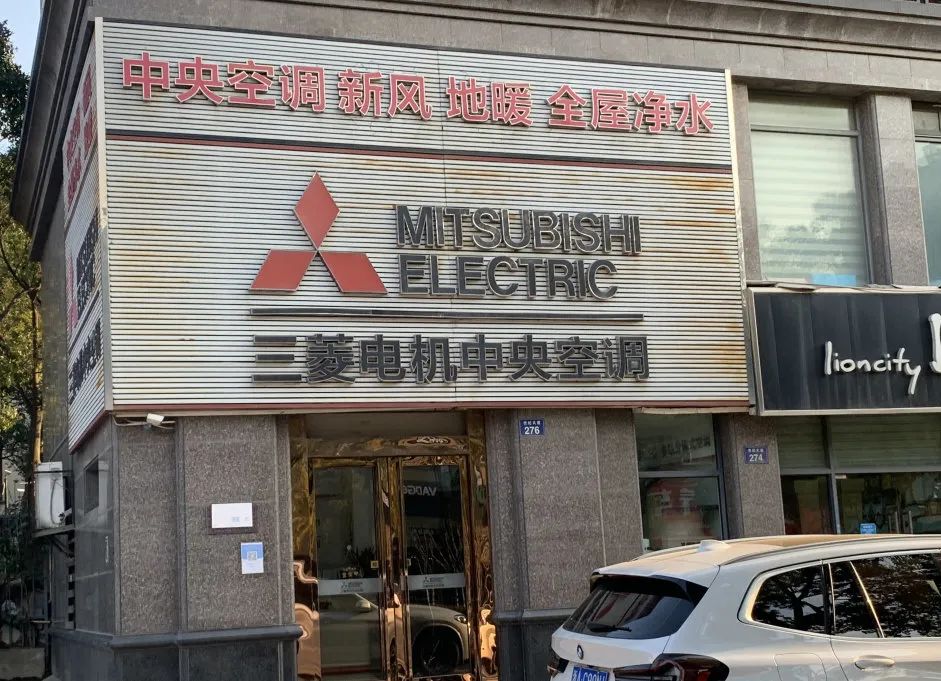 中央空调 新风 地暖 全屋净水
MITSUBISHI
ELECTRIC
三菱电机中央空调
lioncity
276
274